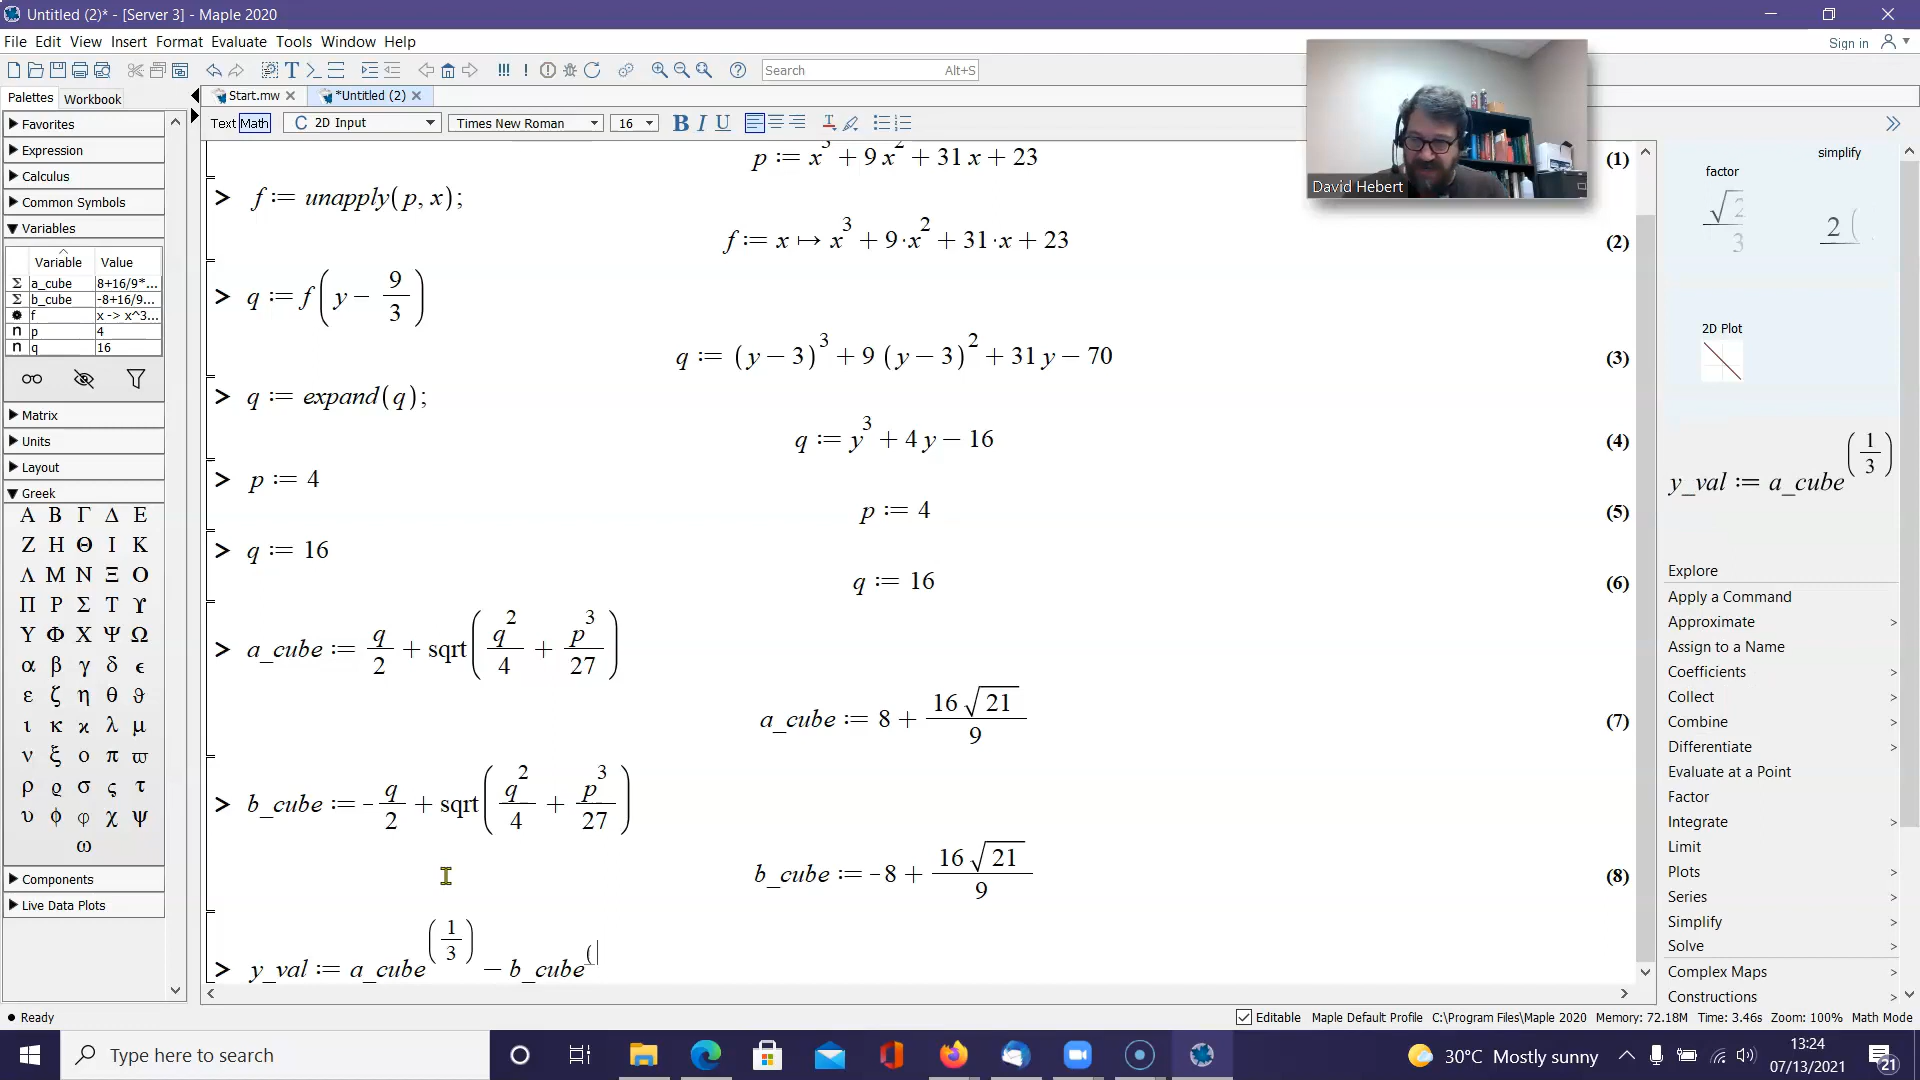 Untitled (2)* - [Server 3] - Maple 2020
File Edit View Insert Format Evaluate Tools Window Help
Sign in
Search Alt+S
Palettes Workbook
Start.mw *Untitled (2)
Text Math C 2D Input Times New Roman 16 B I U
Favorites
Expression
Calculus
Common Symbols
Variables
Variable Value
a_cube 8+16/9*...
b_cube -8+16/9...
f x -> x^3...
p 4
q 16
Matrix
Units
Layout
Greek
Α Β Γ Δ Ε
Ζ Η Θ Ι Κ
Λ Μ Ν Ξ Ο
Π Ρ Σ Τ ϒ
Υ Φ Χ Ψ Ω
α β γ δ ϵ
ε ζ η θ ϑ
ι κ ϰ λ μ
ν ξ ο π ϖ
ρ ϱ σ ς τ
υ ϕ φ χ ψ
ω
Components
Live Data Plots
p := x^3 + 9 x^2 + 31 x + 23 (1)
> f := unapply(p, x);
f := x ↦ x^3 + 9·x^2 + 31·x + 23 (2)
> q := f(y − 9/3)
q := (y − 3)^3 + 9 (y − 3)^2 + 31 y − 70 (3)
> q := expand(q);
q := y^3 + 4 y − 16 (4)
> p := 4
p := 4 (5)
> q := 16
q := 16 (6)
> a_cube := q/2 + sqrt(q^2/4 + p^3/27)
a_cube := 8 + 16 √21/9 (7)
> b_cube := -q/2 + sqrt(q^2/4 + p^3/27)
b_cube := -8 + 16 √21/9 (8)
> y_val := a_cube^(1/3) − b_cube^(
David Hebert
factor simplify
√2/3
2 (
2D Plot
y_val := a_cube^(1/3)
Explore
Apply a Command
Approximate >
Assign to a Name
Coefficients >
Collect >
Combine >
Differentiate >
Evaluate at a Point
Factor
Integrate >
Limit
Plots >
Series >
Simplify >
Solve >
Complex Maps >
Constructions >
Ready
Editable Maple Default Profile C:\Program Files\Maple 2020 Memory: 72.18M Time: 3.46s Zoom: 100% Math Mode
Type here to search
30°C Mostly sunny
13:24
07/13/2021
21